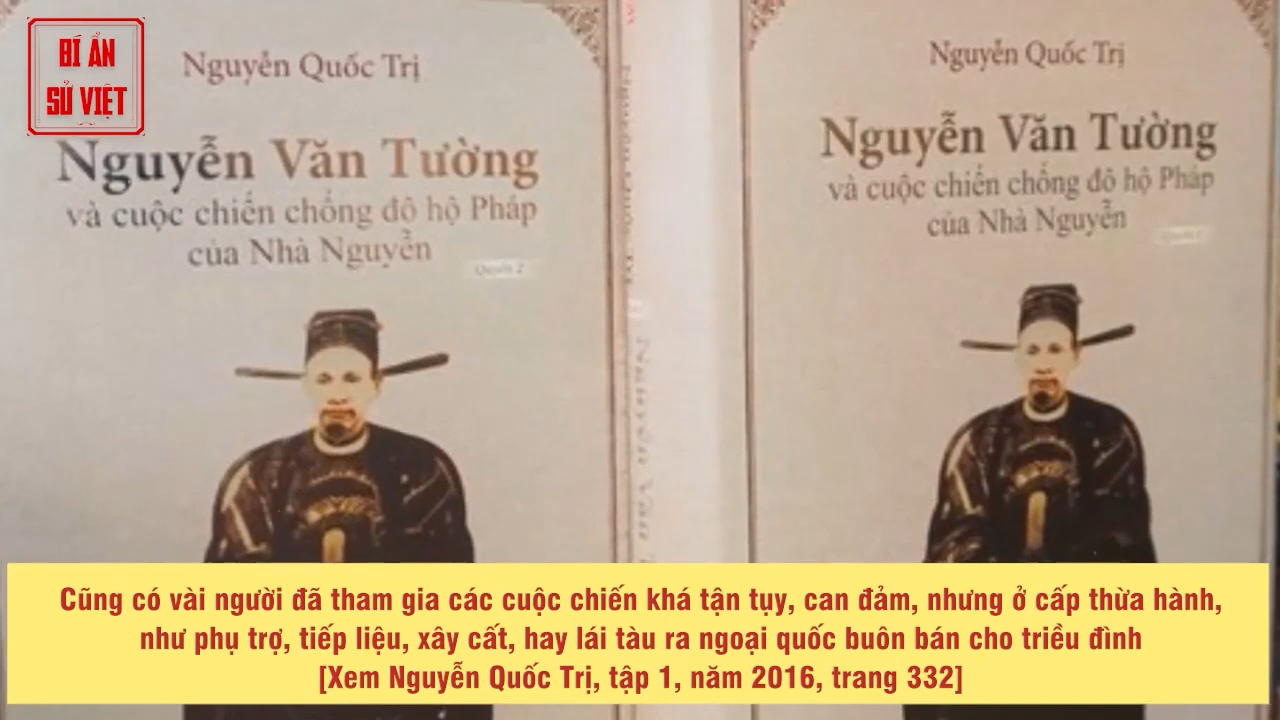 BÍ ẨN
SỬ VIỆT
Nguyễn Quốc Trị
Nguyễn Văn Tường
và cuộc chiến chống đô hộ Pháp
của Nhà Nguyễn
Quyển 2
Nguyễn Quốc Trị
Nguyễn Văn Tường
và cuộc chiến chống đô hộ Pháp
của Nhà Nguyễn
Cũng có vài người đã tham gia các cuộc chiến khá tận tụy, can đảm, nhưng ở cấp thừa hành,
như phụ trợ, tiếp liệu, xây cất, hay lái tàu ra ngoại quốc buôn bán cho triều đình
[Xem Nguyễn Quốc Trị, tập 1, năm 2016, trang 332]